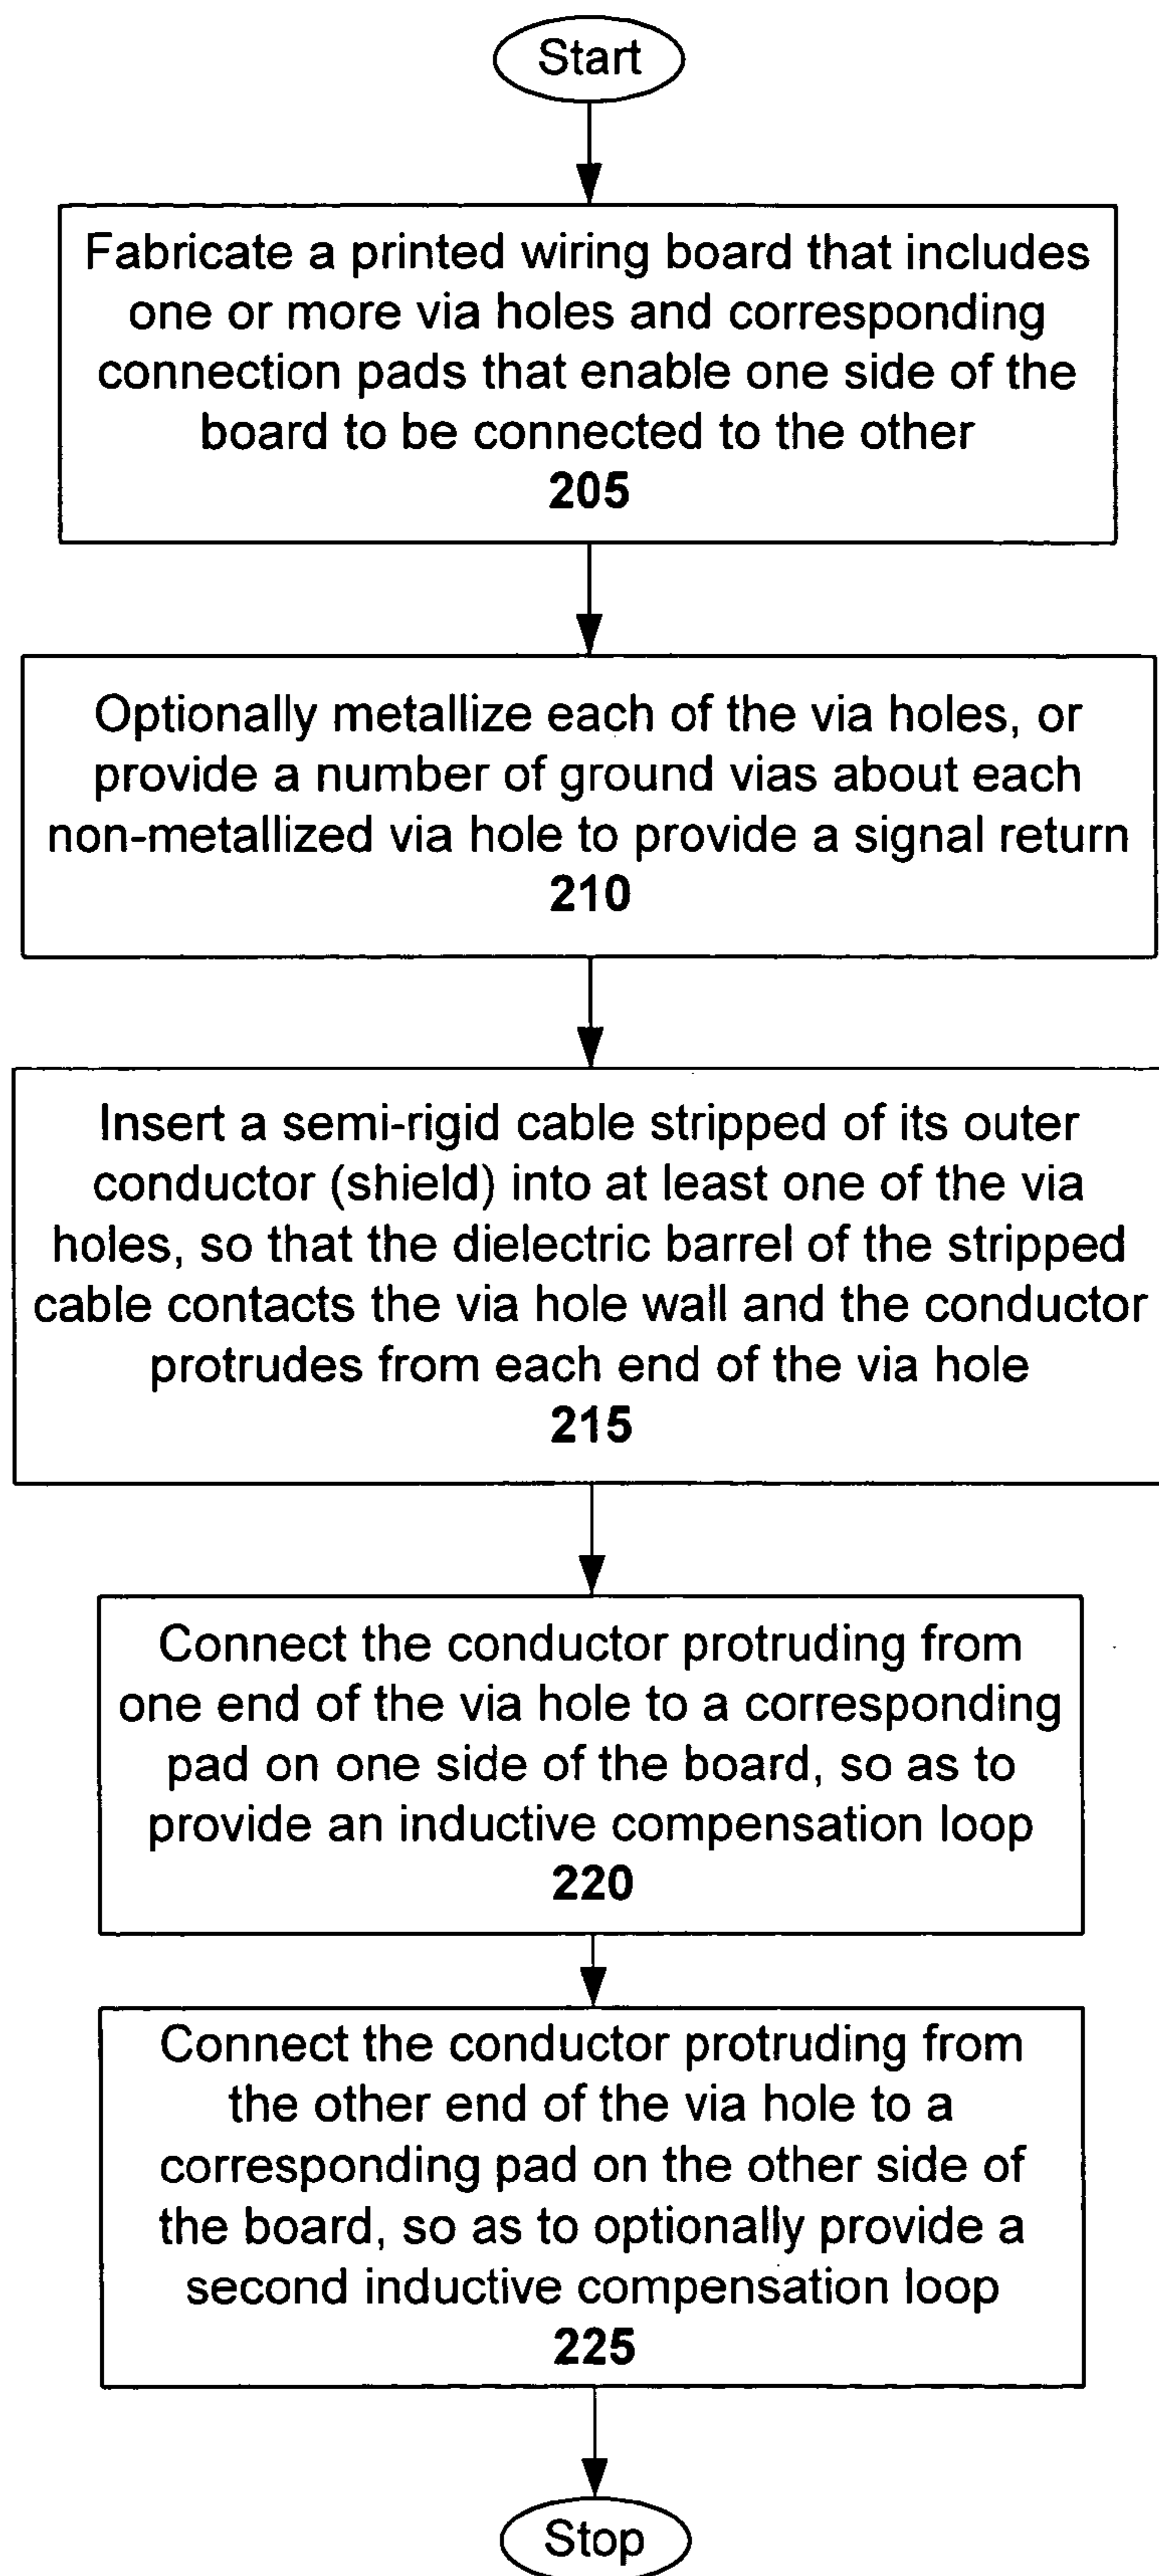 Start
Fabricate a printed wiring board that includes
one or more via holes and corresponding
connection pads that enable one side of the
board to be connected to the other
205
Optionally metallize each of the via holes, or
provide a number of ground vias about each
non-metallized via hole to provide a signal return
210
Insert a semi-rigid cable stripped of its outer
conductor (shield) into at least one of the via
holes, so that the dielectric barrel of the stripped
cable contacts the via hole wall and the conductor
protrudes from each end of the via hole
215
Connect the conductor protruding from
one end of the via hole to a corresponding
pad on one side of the board, so as to
provide an inductive compensation loop
220
Connect the conductor protruding from
the other end of the via hole to a
corresponding pad on the other side of
the board, so as to optionally provide a
second inductive compensation loop
225
Stop